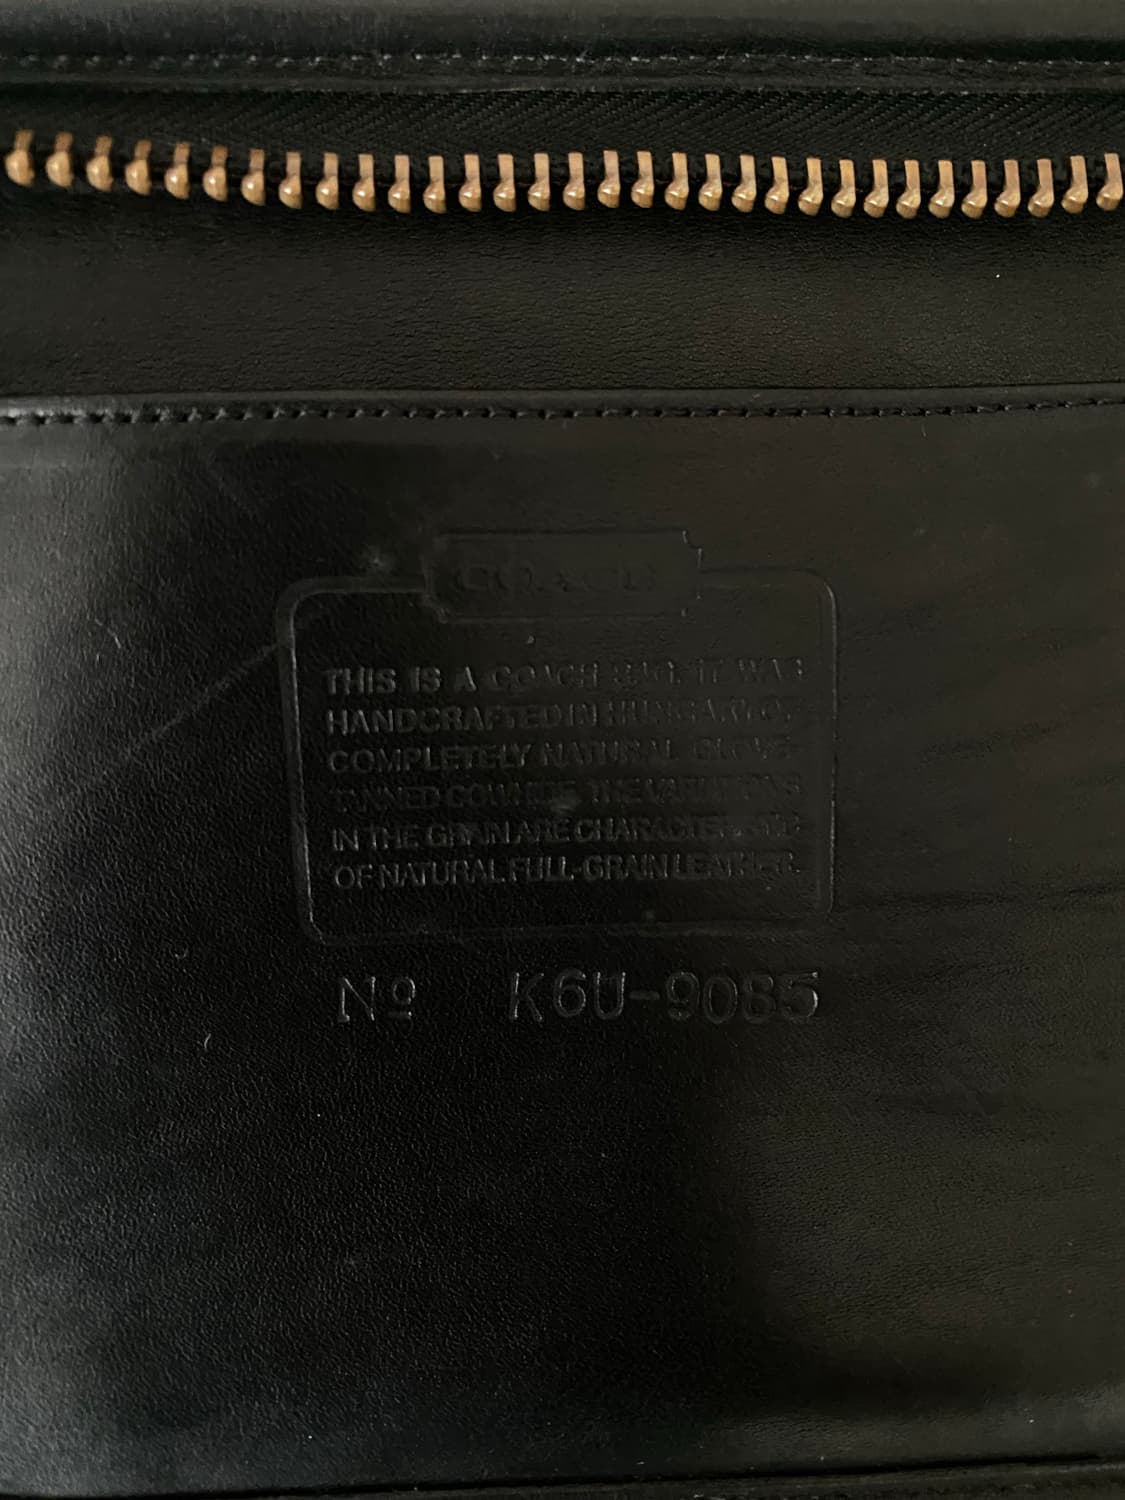 COACH
THIS IS A COACH BAG. IT WAS
HANDCRAFTED IN HUNGARY OF
COMPLETELY NATURAL GLOVE-
TANNED COWHIDE. THE VARIATIONS
IN THE GRAIN ARE CHARACTERISTIC
OF NATURAL FULL-GRAIN LEATHER.
Nº K6U-9085